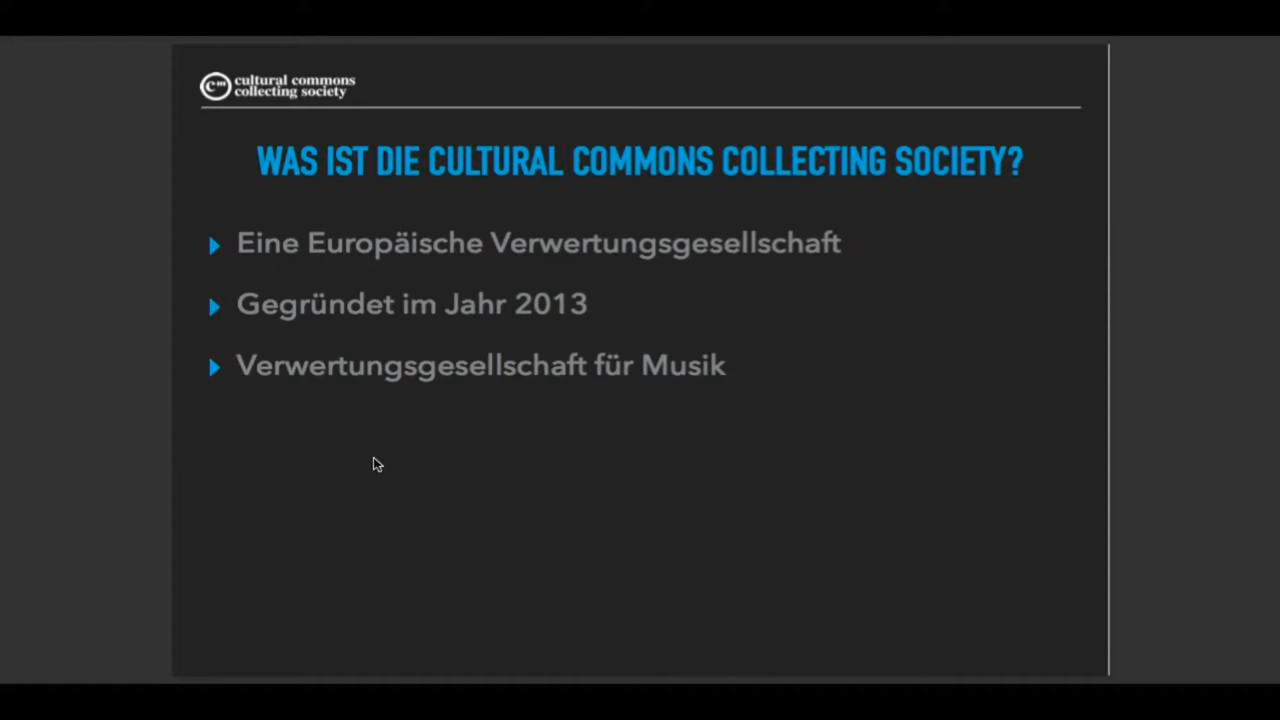 cultural commons
collecting society
WAS IST DIE CULTURAL COMMONS COLLECTING SOCIETY?
Eine Europäische Verwertungsgesellschaft
Gegründet im Jahr 2013
Verwertungsgesellschaft für Musik